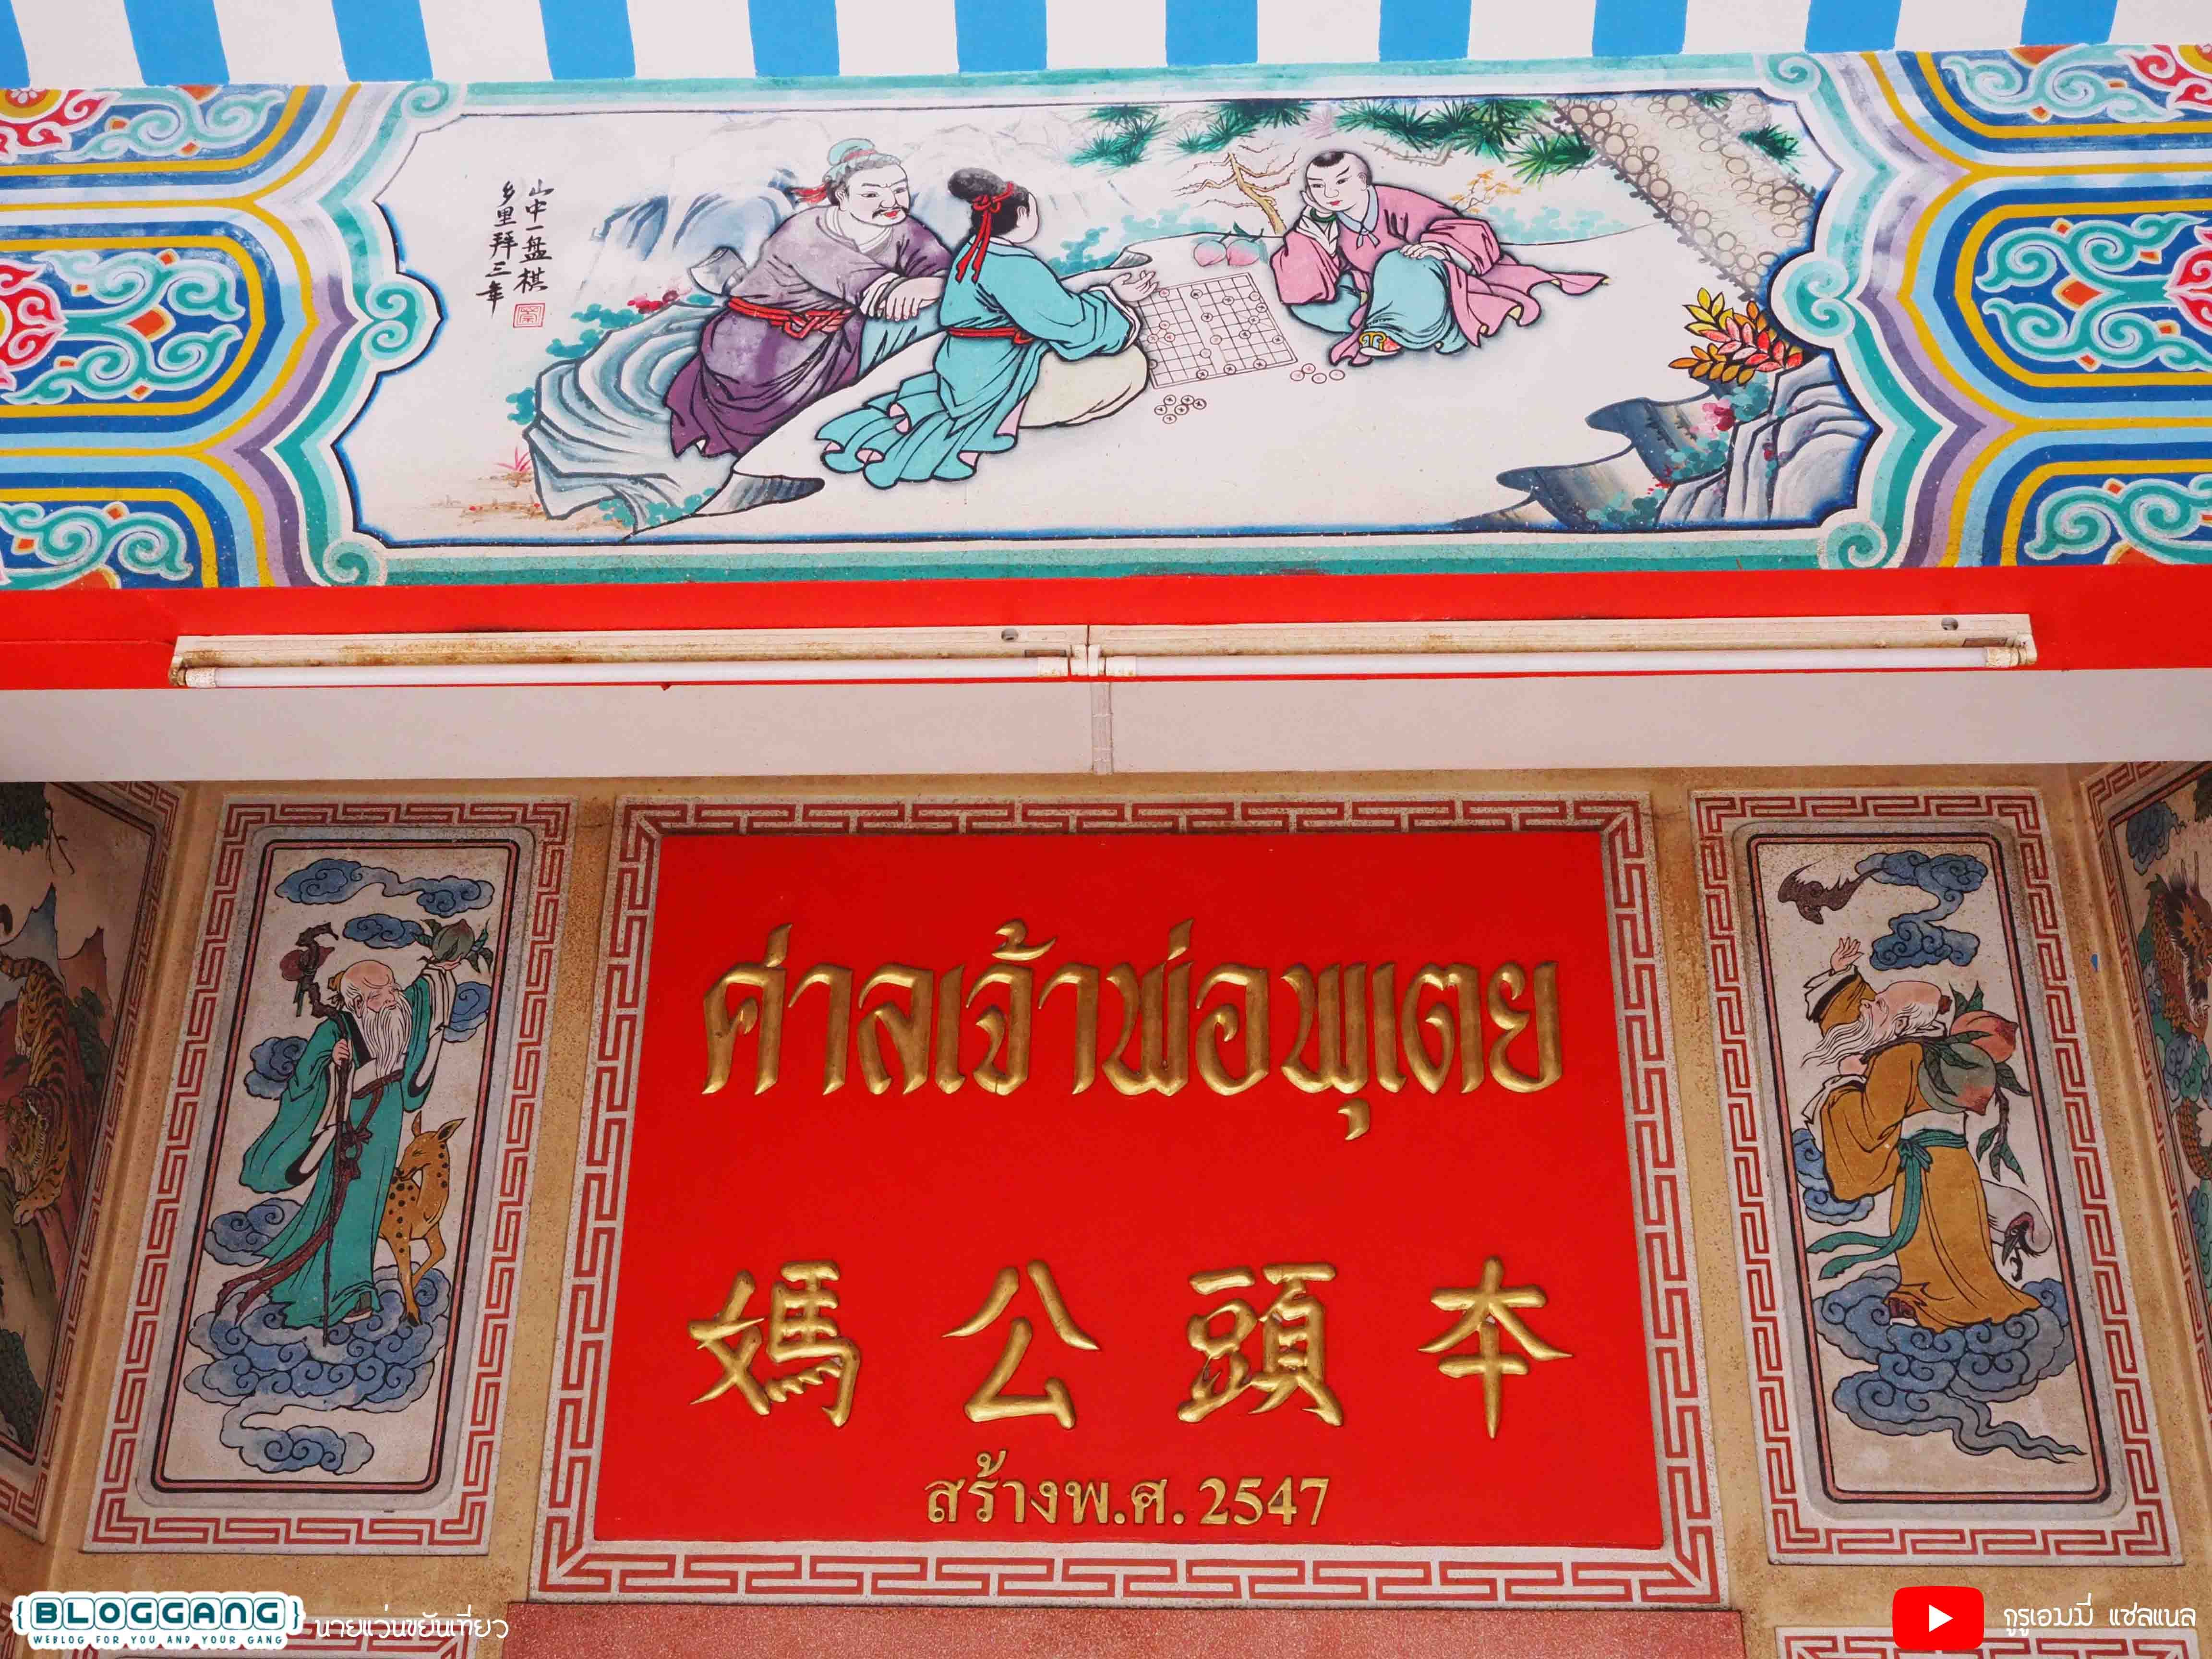 山中一盤棋
乡里拜三年
ศาลเจ้าพ่อพุเตย
媽公頭本
สร้างพ.ศ. 2547
{BLOGGANG}
WEBLOG FOR YOU AND YOUR GANG
นายแว่นขยันเที่ยว
กูรูเอมมี่ แชลแนล